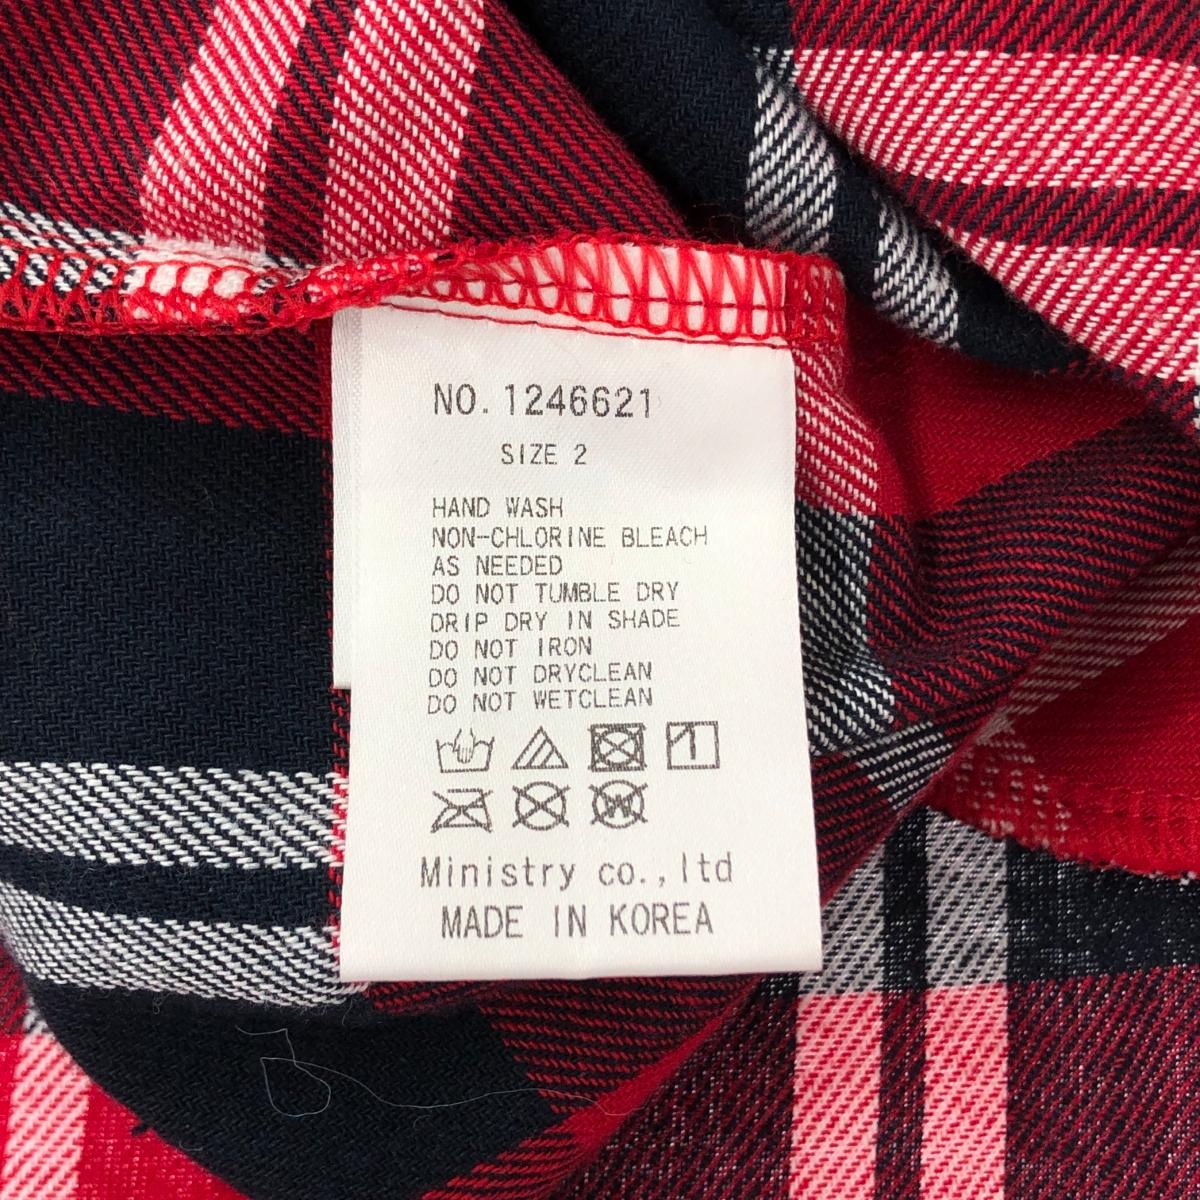 NO. 1246621
SIZE 2
HAND WASH
NON-CHLORINE BLEACH
AS NEEDED
DO NOT TUMBLE DRY
DRIP DRY IN SHADE
DO NOT IRON
DO NOT DRYCLEAN
DO NOT WETCLEAN
W
Ministry co.,ltd
MADE IN KOREA